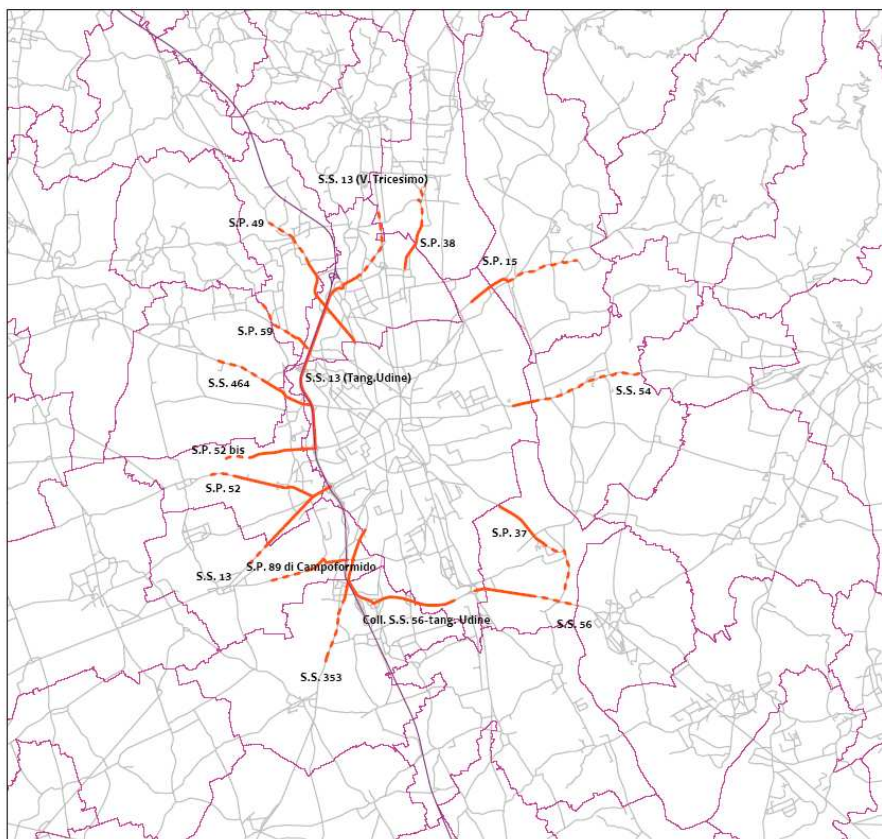 S.S. 13 (V. Tricesimo)
S.P. 49
S.P. 38
S.P. 15
S.P. 59
S.S. 13 (Tang.Udine)
S.S. 464
S.S. 54
S.P. 52 bis
S.P. 52
S.P. 37
S.P. 89 di Campoformido
S.S. 13
S.S. 56
Coll. S.S. 56-tang. Udine
S.S. 353